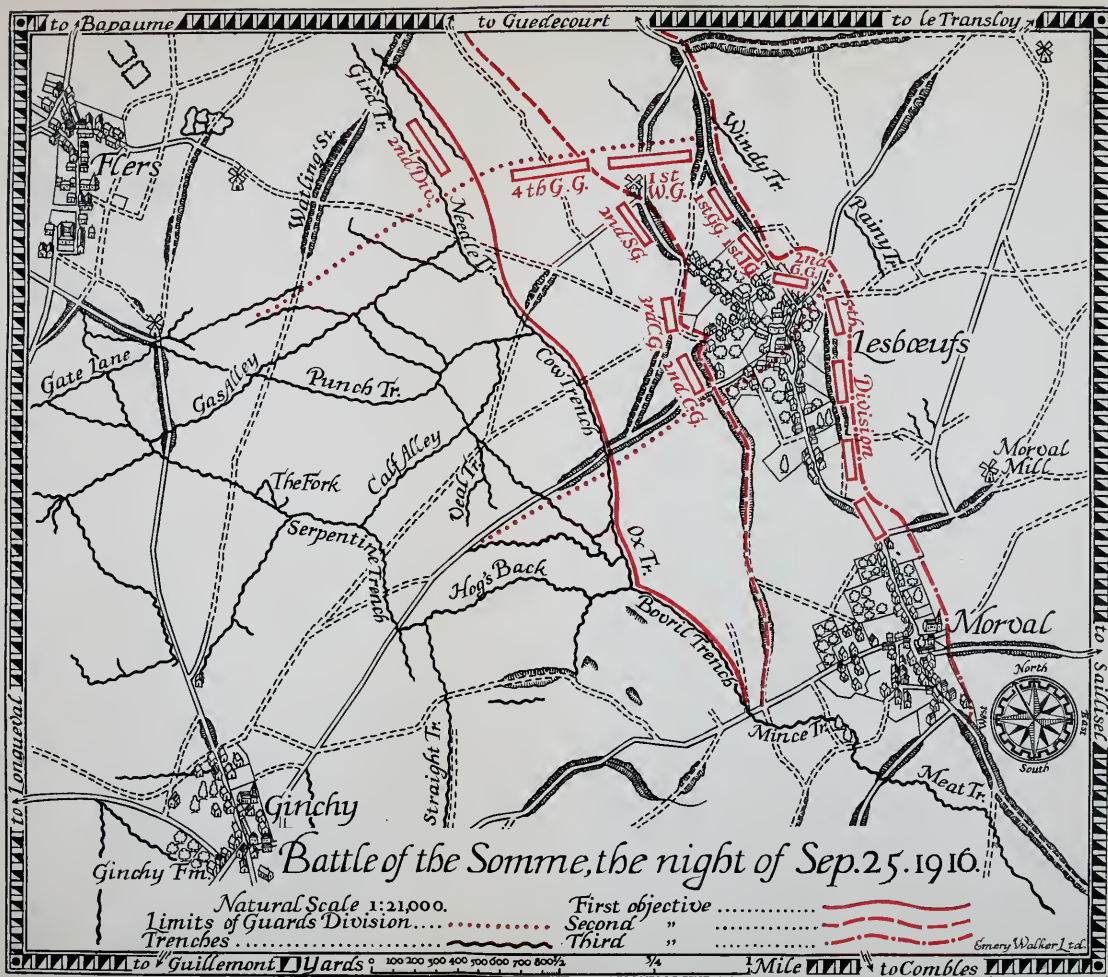 to Bapaume
to Guedecourt
to le Transloy
Flers
Gird Tr.
2nd Div.
Watling St.
4th G.G.
1st
W.G.
2nd S.G.
Windy Tr.
1st G.G.
1st I.G.
2nd
G.G.
Rainy Tr.
Needle Tr.
3rd C.G.
2nd C.G.
5th Division
Lesbœufs
Gate Lane
Gas Alley
Punch Tr.
Cow Trench
Calf Alley
Veal Tr.
The Fork
Serpentine Trench
Morval
Mill
Ox Tr.
Hog's Back
Bovril Trench
Morval
to Saillisel
North
West
East
South
Mince Tr.
Meat Tr.
Straight Tr.
to Longueval
Ginchy
Ginchy Fm.
Battle of the Somme, the night of Sep. 25. 1916.
Natural Scale 1:21,000.
Limits of Guards Division....
Trenches
First objective
Second "
Third "
Emery Walker Ltd.
to Guillemont
Yards 0 100 200 300 400 500 600 700 800 1/2 3/4 1 Mile
to Combles